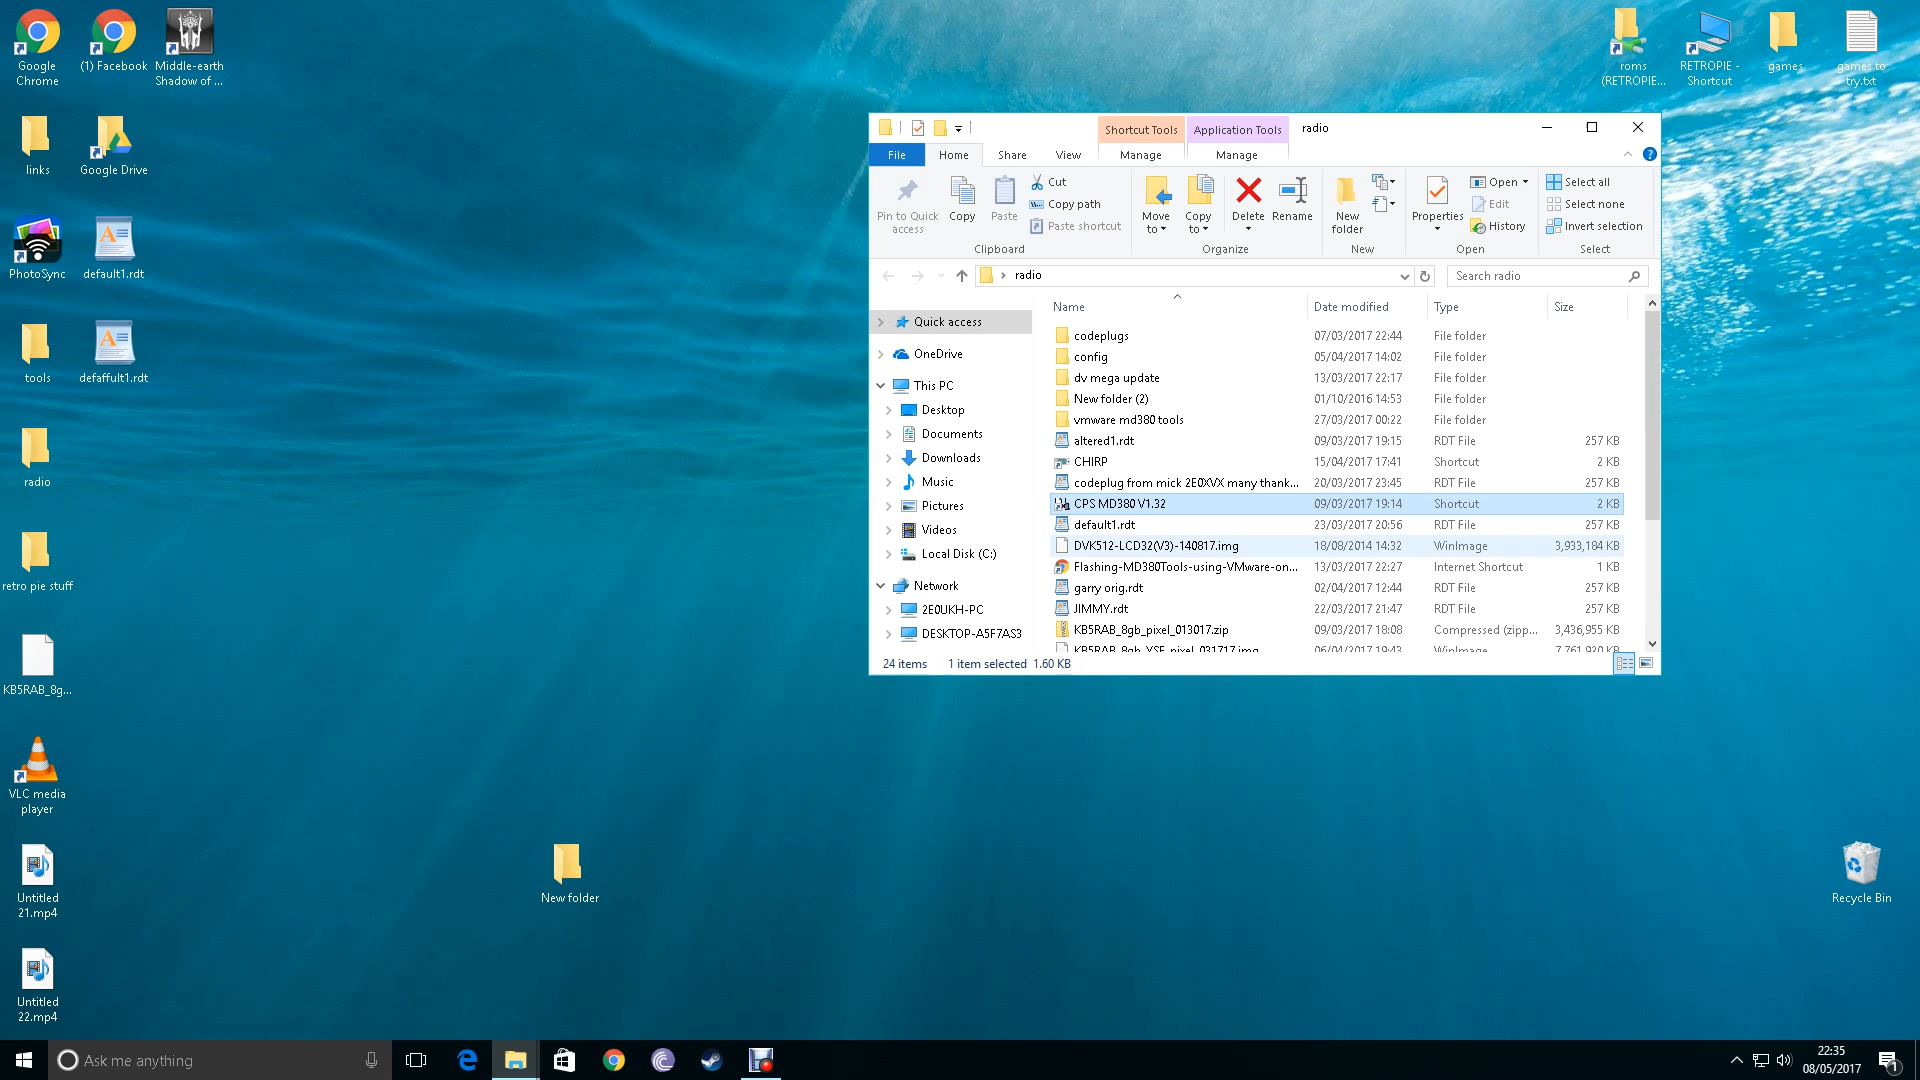 Google
Chrome
(1) Facebook
Middle-earth
Shadow of ...
links
Google Drive
PhotoSync
default1.rdt
tools
defaffult1.rdt
radio
retro pie stuff
KB5RAB_8g...
VLC media
player
Untitled
21.mp4
Untitled
22.mp4
New folder
roms
(RETROPIE...
RETROPIE -
Shortcut
games
games to
try.txt
Recycle Bin
Shortcut Tools
Application Tools
radio
File
Home
Share
View
Manage
Manage
Pin to Quick
access
Copy
Paste
Cut
Copy path
Paste shortcut
Clipboard
Move
to
Copy
to
Delete
Rename
Organize
New
folder
New
Properties
Open
Edit
History
Open
Select all
Select none
Invert selection
Select
radio
Search radio
Quick access
OneDrive
This PC
Desktop
Documents
Downloads
Music
Pictures
Videos
Local Disk (C:)
Network
2E0UKH-PC
DESKTOP-A5F7AS3
Name Date modified Type Size
codeplugs 07/03/2017 22:44 File folder
config 05/04/2017 14:02 File folder
dv mega update 13/03/2017 22:17 File folder
New folder (2) 01/10/2016 14:53 File folder
vmware md380 tools 27/03/2017 00:22 File folder
altered1.rdt 09/03/2017 19:15 RDT File 257 KB
CHIRP 15/04/2017 17:41 Shortcut 2 KB
codeplug from mick 2E0XVX many thank... 20/03/2017 23:45 RDT File 257 KB
CPS MD380 V1.32 09/03/2017 19:14 Shortcut 2 KB
default1.rdt 23/03/2017 20:56 RDT File 257 KB
DVK512-LCD32(V3)-140817.img 18/08/2014 14:32 WinImage 3,933,184 KB
Flashing-MD380Tools-using-VMware-on... 13/03/2017 22:27 Internet Shortcut 1 KB
garry orig.rdt 02/04/2017 12:44 RDT File 257 KB
JIMMY.rdt 22/03/2017 21:47 RDT File 257 KB
KB5RAB_8gb_pixel_013017.zip 09/03/2017 18:08 Compressed (zipp... 3,436,955 KB
KB5RAB_8gb_YSF_pixel_031717.img 06/04/2017 19:43 WinImage 7,761,920 KB
24 items 1 item selected 1.60 KB
Ask me anything
22:35
08/05/2017
1